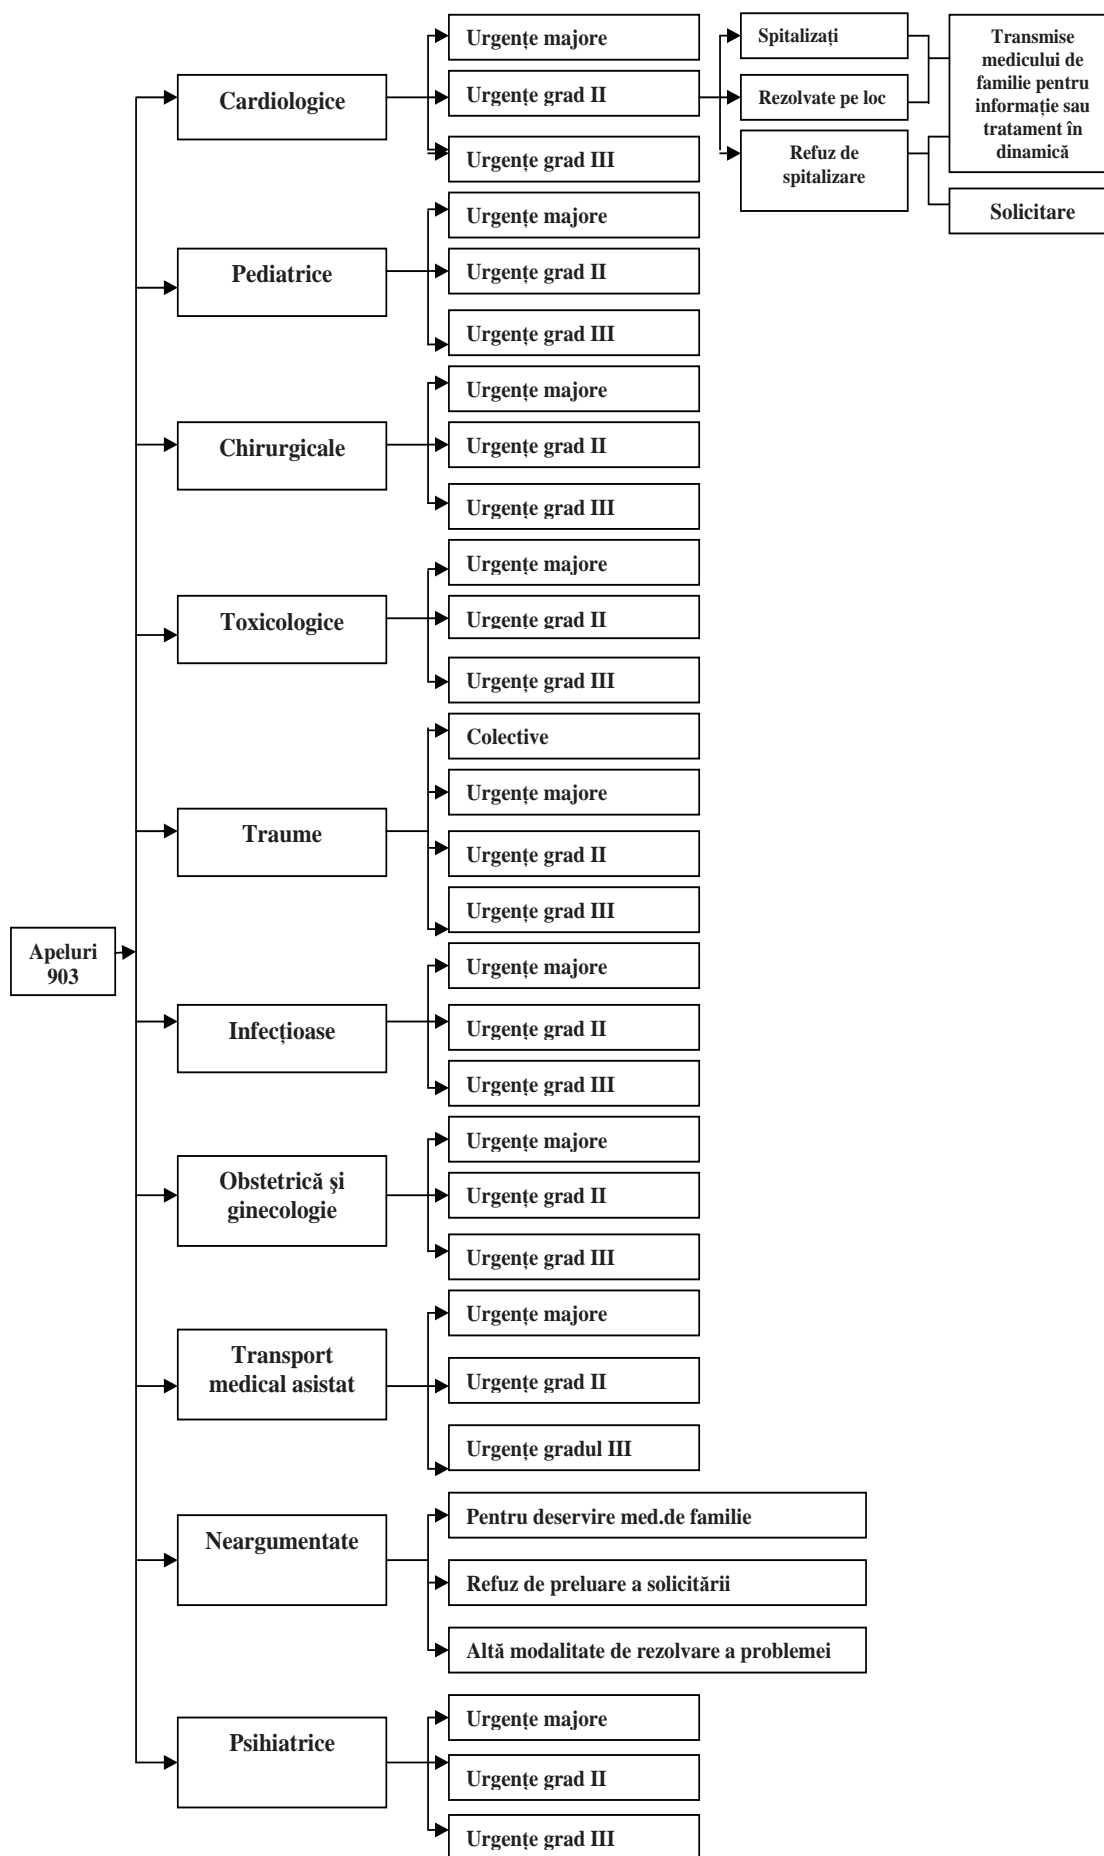 Apeluri
903
Cardiologice
Urgențe majore
Urgențe grad II
Urgențe grad III
Spitalizați
Rezolvate pe loc
Refuz de
spitalizare
Transmise
medicului de
familie pentru
informație sau
tratament în
dinamică
Solicitare
Pediatrice
Urgențe majore
Urgențe grad II
Urgențe grad III
Chirurgicale
Urgențe majore
Urgențe grad II
Urgențe grad III
Toxicologice
Urgențe majore
Urgențe grad II
Urgențe grad III
Traume
Colective
Urgențe majore
Urgențe grad II
Urgențe grad III
Infecțioase
Urgențe majore
Urgențe grad II
Urgențe grad III
Obstetrică şi
ginecologie
Urgențe majore
Urgențe grad II
Urgențe grad III
Transport
medical asistat
Urgențe majore
Urgențe grad II
Urgențe gradul III
Neargumentate
Pentru deservire med.de familie
Refuz de preluare a solicitării
Altă modalitate de rezolvare a problemei
Psihiatrice
Urgențe majore
Urgențe grad II
Urgențe grad III